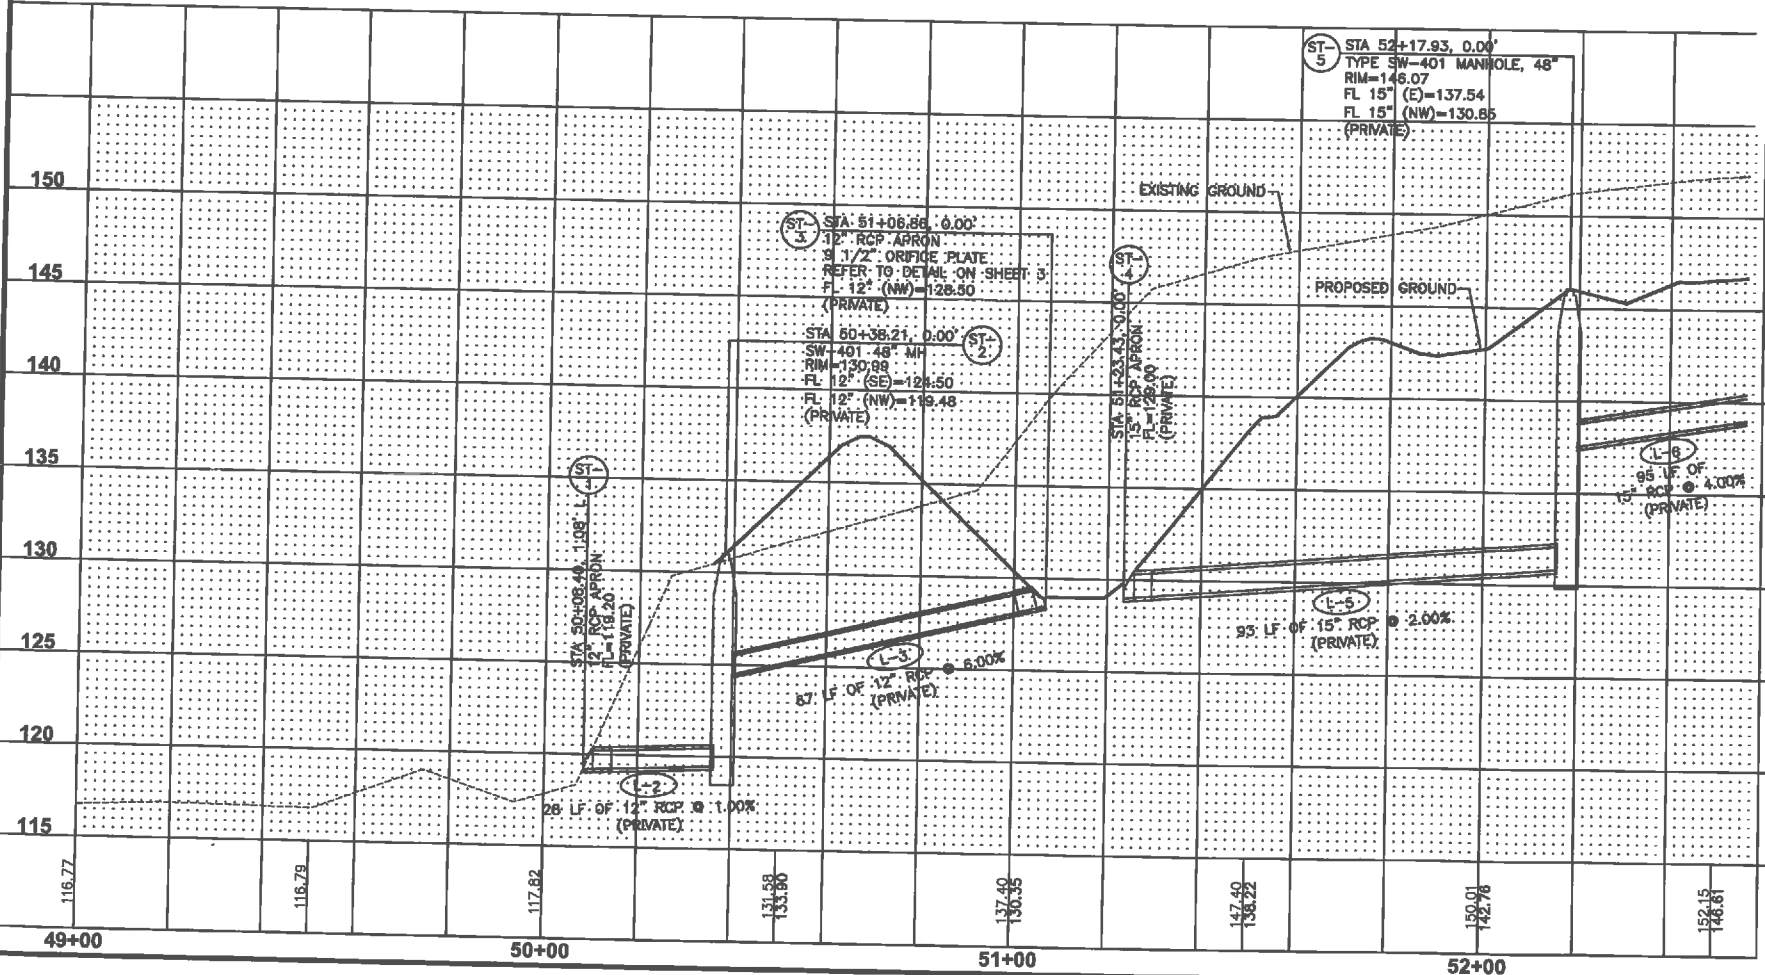 ST-
5
STA 52+17.93, 0.00'
TYPE SW-401 MANHOLE, 48"
RIM=146.07
FL 15" (E)=137.54
FL 15" (NW)=130.85
(PRIVATE)
EXISTING GROUND
ST-
3
STA 51+06.86, 0.00'
12" RCP APRON
9 1/2" ORIFICE PLATE
REFER TO DETAIL ON SHEET 3
FL 12" (NW)=128.50
(PRIVATE)
ST-
4
STA 51+23.43, 0.00'
15" RCP APRON
FL=129.00
(PRIVATE)
PROPOSED GROUND
STA 50+38.21, 0.00'
SW-401 48" MH
RIM=130.99
FL 12" (SE)=124.50
FL 12" (NW)=119.48
(PRIVATE)
ST-
2
ST-
1
STA 50+08.40, 1.08' L
12" RCP APRON
FL=119.20
(PRIVATE)
L-6
95 LF OF
15" RCP @ 4.00%
(PRIVATE)
L-5
93 LF OF 15" RCP @ 2.00%
(PRIVATE)
L-3
67 LF OF 12" RCP @ 6.00%
(PRIVATE)
L-2
28 LF OF 12" RCP @ 1.00%
(PRIVATE)
150
145
140
135
130
125
120
115
116.77
116.79
117.82
131.58
133.90
137.40
130.35
147.40
138.22
150.01
142.76
152.15
146.61
49+00
50+00
51+00
52+00